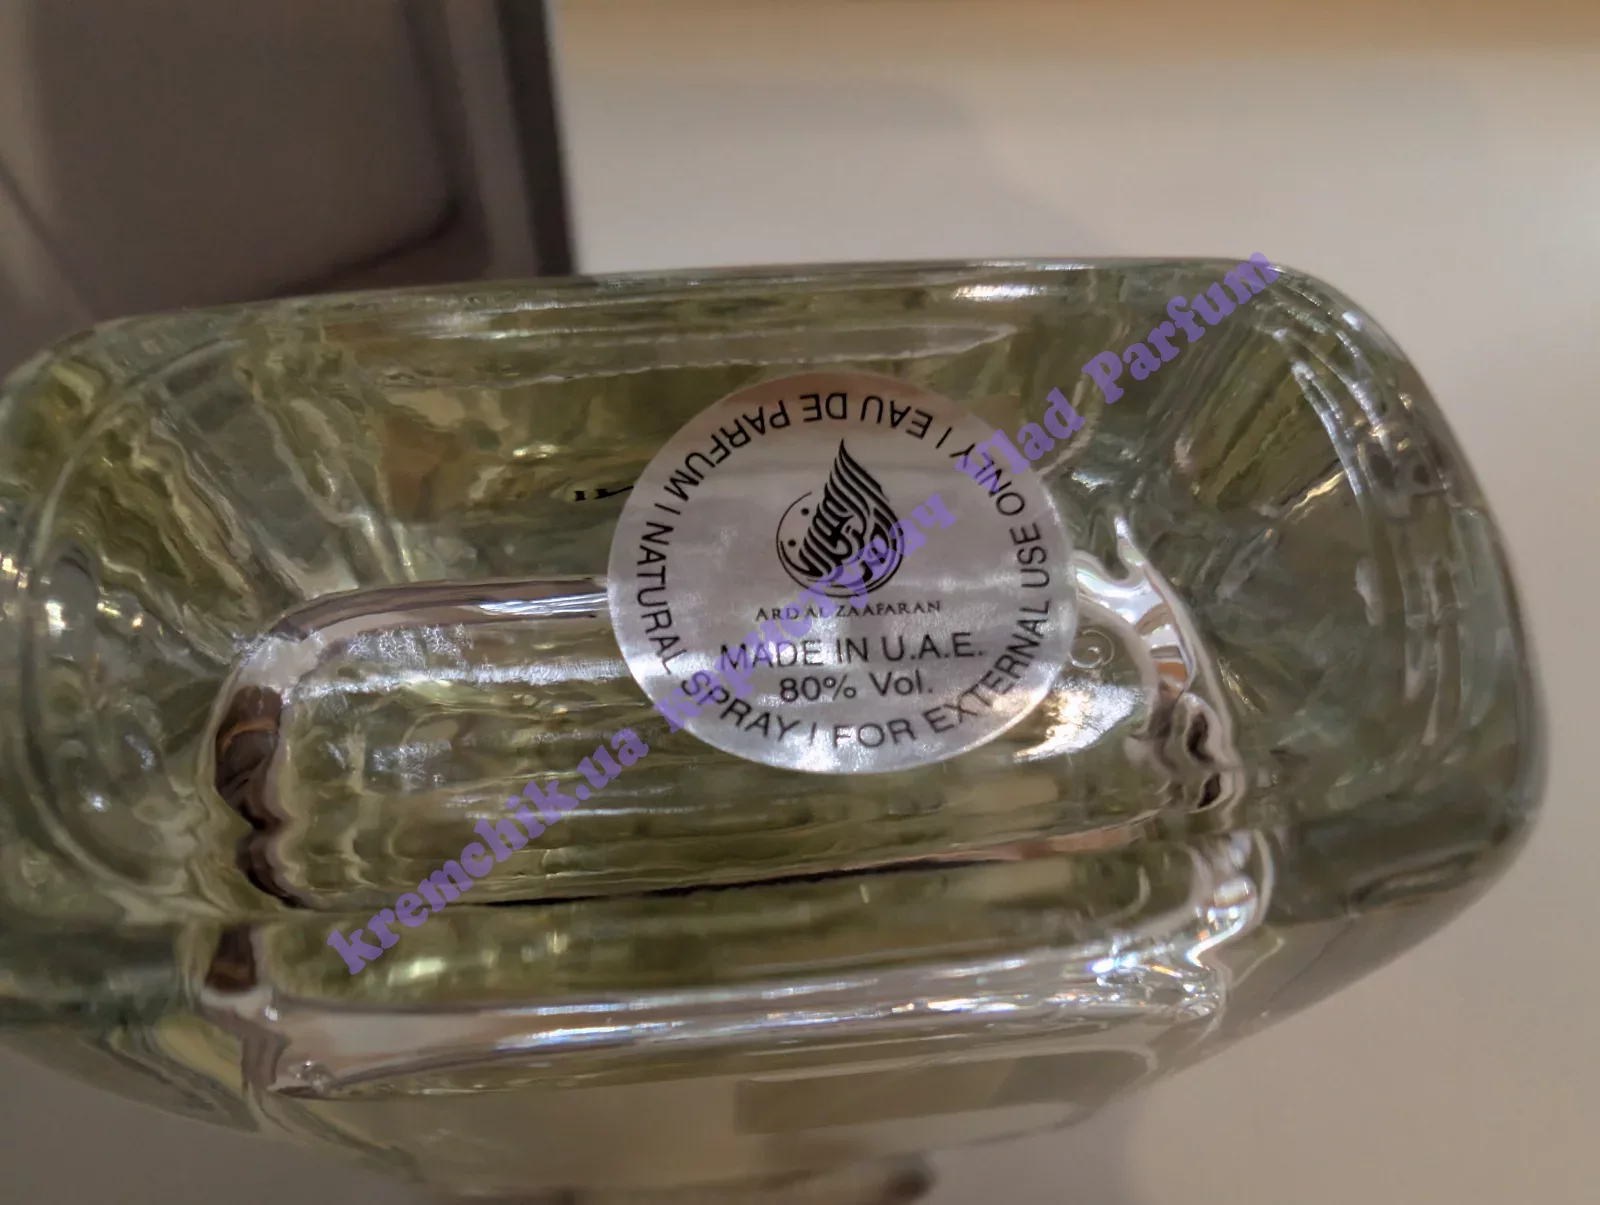 ARD AL ZAAFARAN
MADE IN U.A.E.
80% Vol.
EAU DE PARFUM / NATURAL SPRAY / FOR EXTERNAL USE ONLY /
kremchik.ua
Vlad Parfum